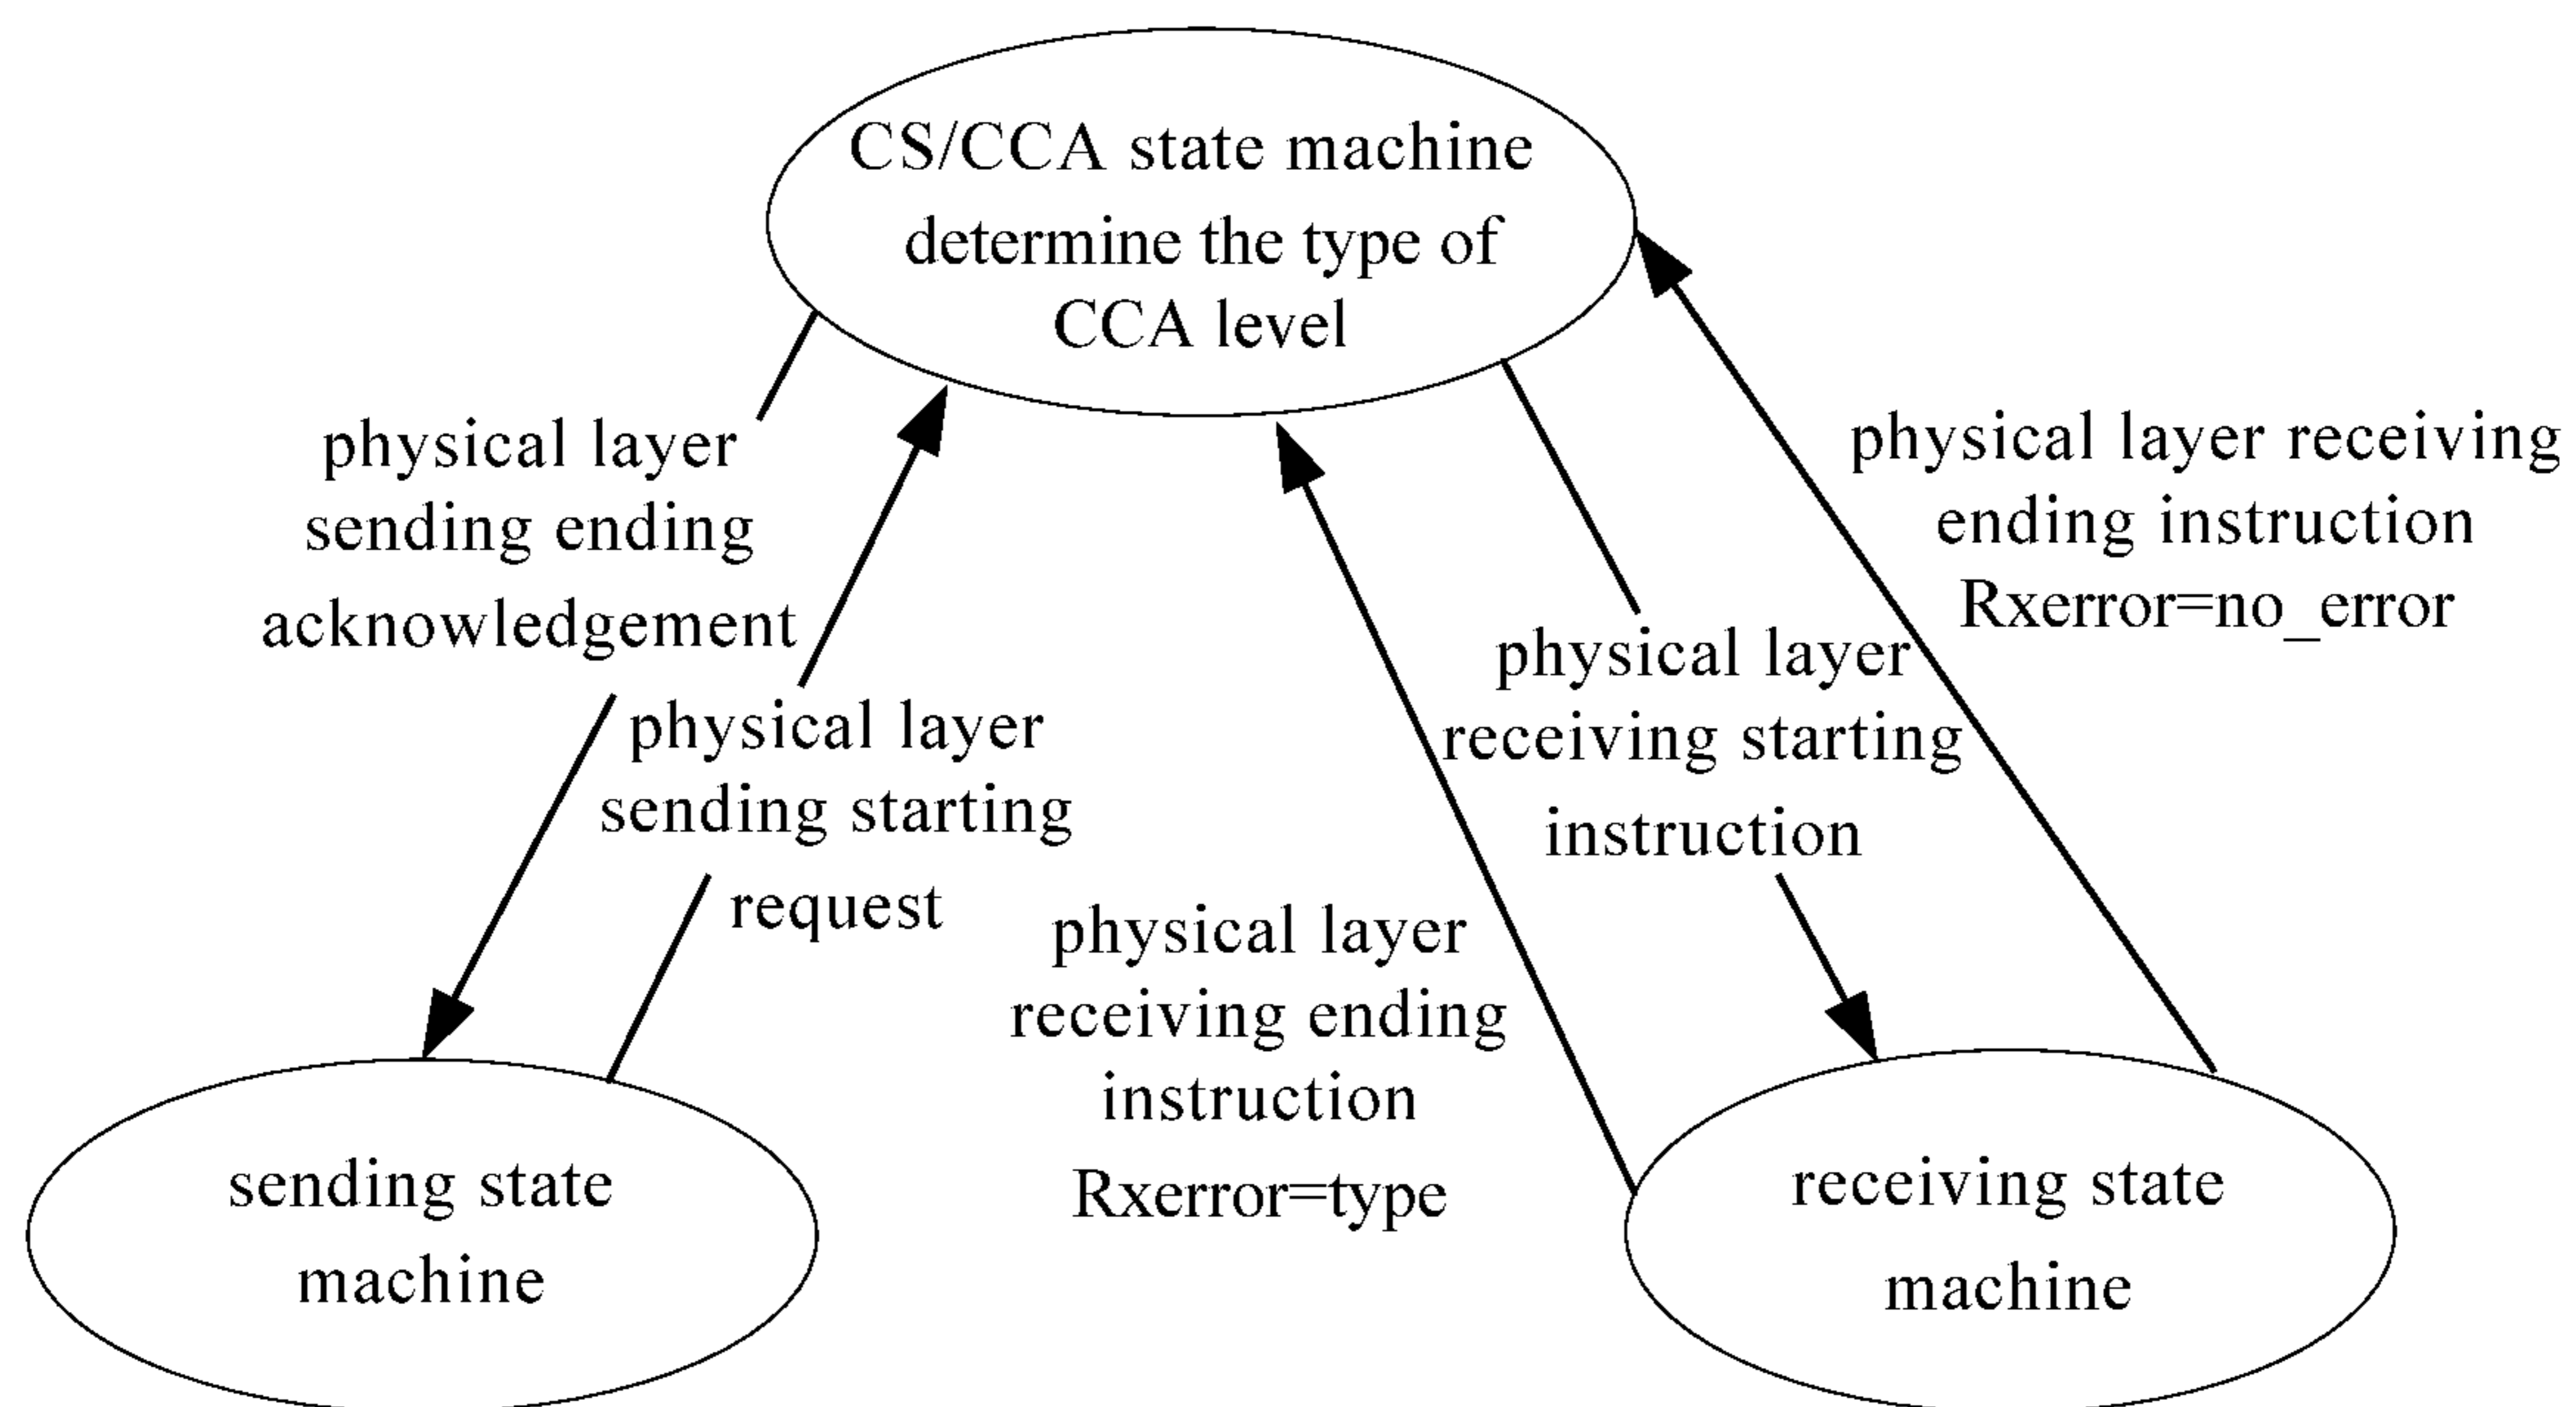 CS/CCA state machine
determine the type of
CCA level
physical layer
sending ending
acknowledgement
physical layer
sending starting
request
physical layer receiving
ending instruction
Rxerror=no_error
physical layer
receiving starting
instruction
physical layer
receiving ending
instruction
Rxerror=type
sending state
machine
receiving state
machine